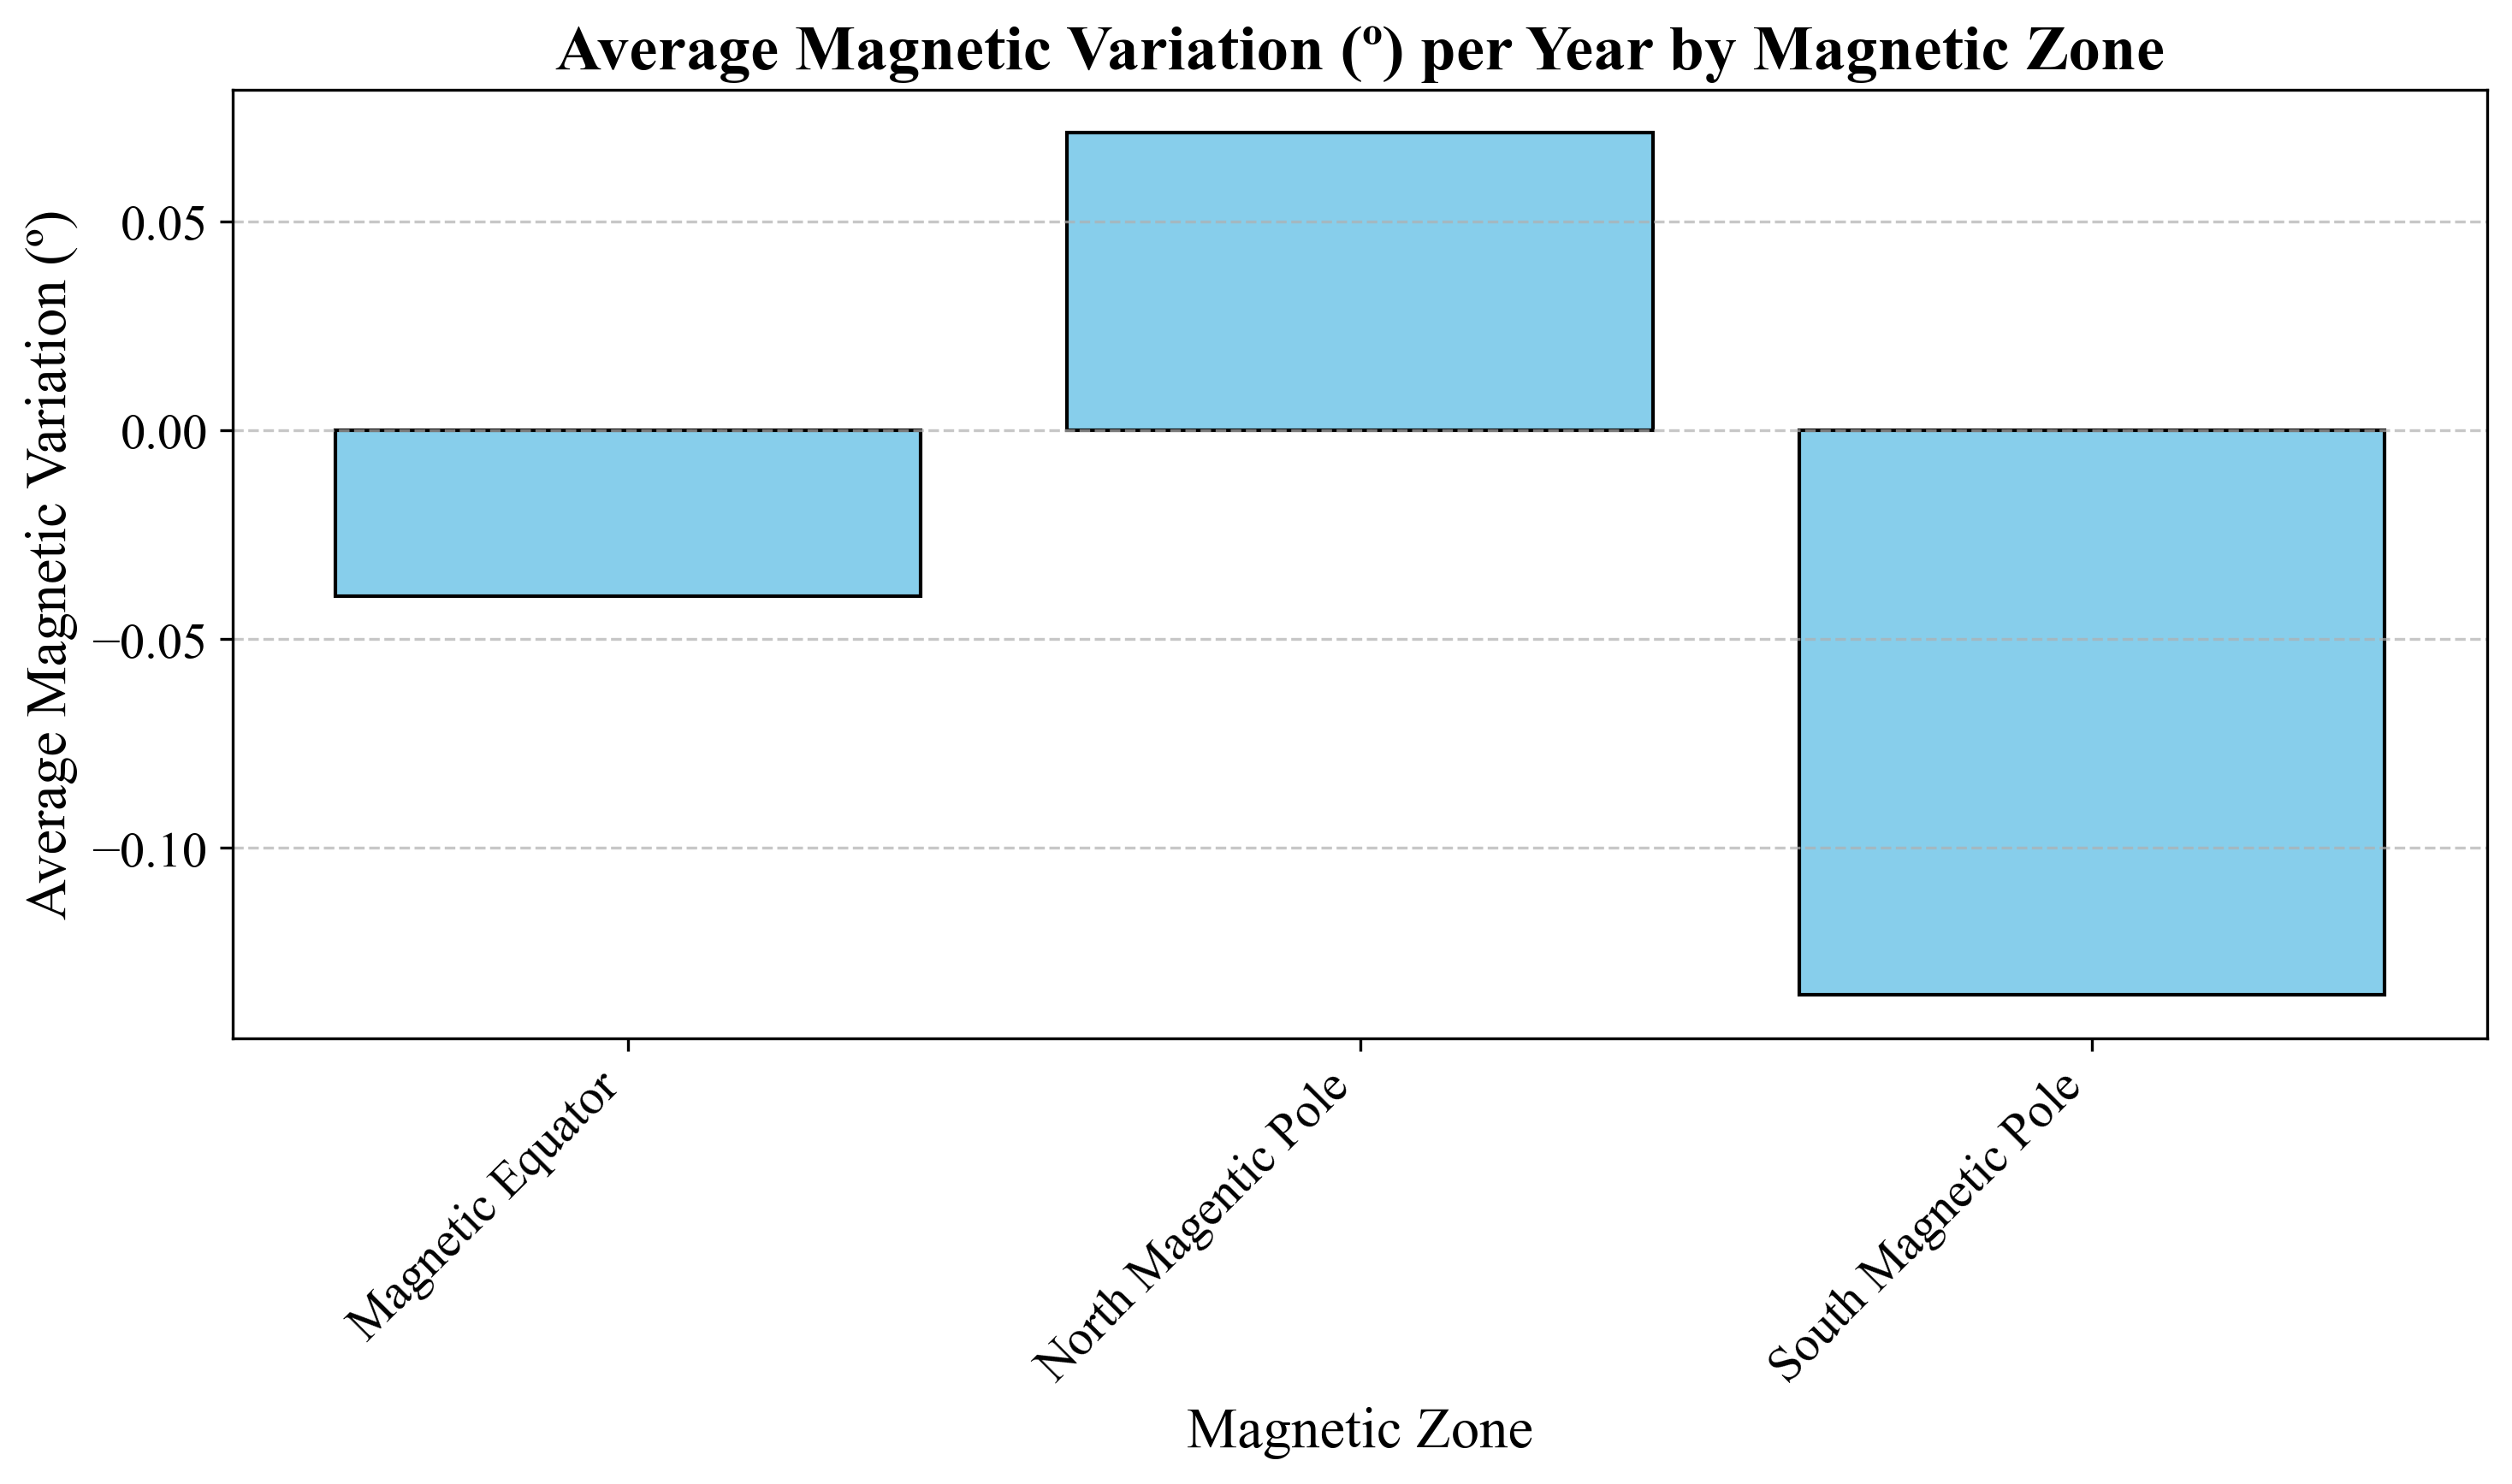 Average Magnetic Variation (º) per Year by Magnetic Zone
Average Magnetic Variation (º)
0.05
0.00
−0.05
−0.10
Magnetic Equator
North Magentic Pole
South Magnetic Pole
Magnetic Zone